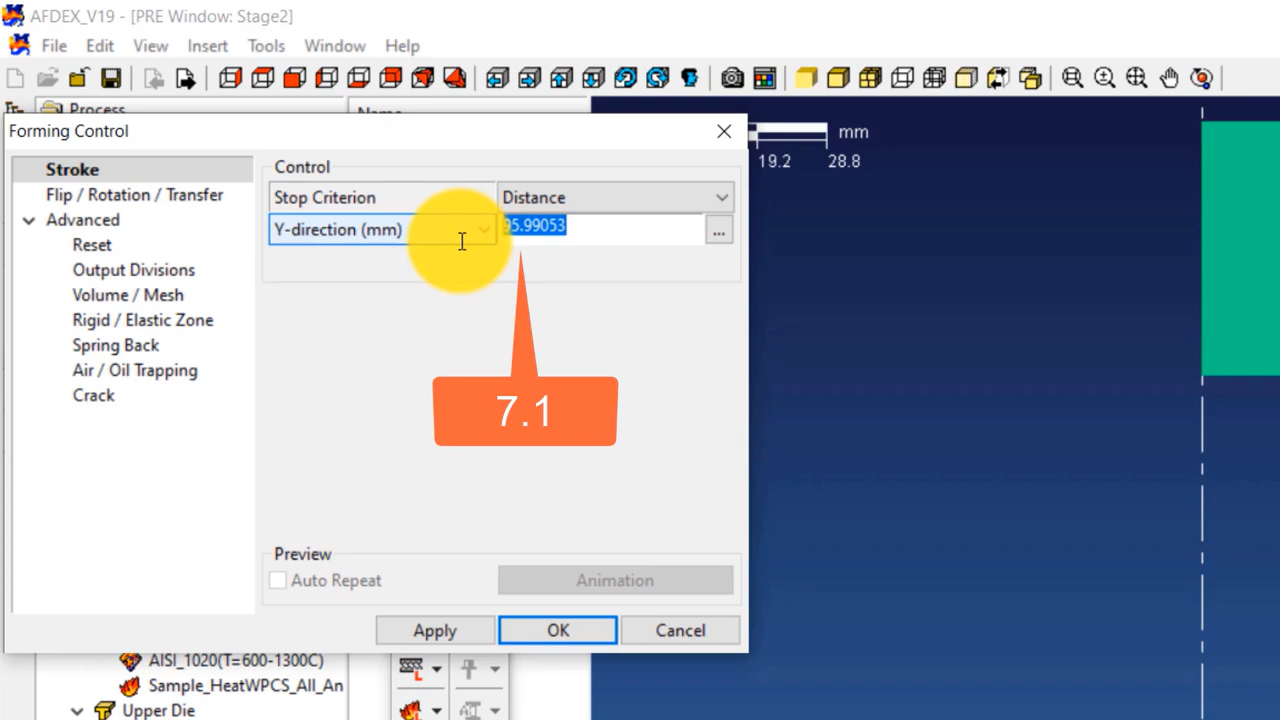 AFDEX_V19 - [PRE Window: Stage2]
File Edit View Insert Tools Window Help
Process
Name
Forming Control
Stroke
Flip / Rotation / Transfer
Advanced
Reset
Output Divisions
Volume / Mesh
Rigid / Elastic Zone
Spring Back
Air / Oil Trapping
Crack
Control
Stop Criterion Distance
Y-direction (mm) 95.99053
...
7.1
Preview
Auto Repeat Animation
Apply OK Cancel
mm
19.2 28.8
AISI_1020(T=600-1300C)
Sample_HeatWPCS_All_An
Upper Die